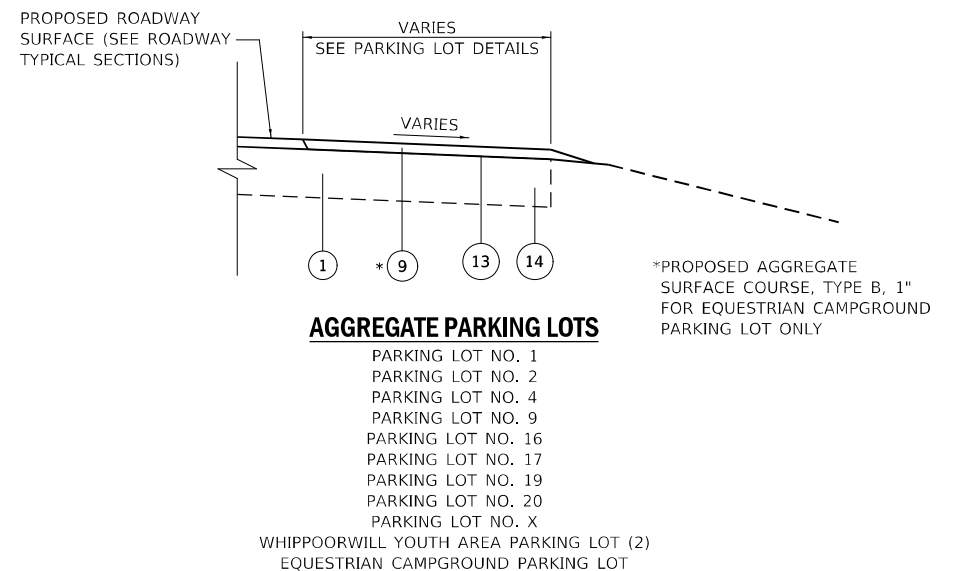 PROPOSED ROADWAY
SURFACE (SEE ROADWAY
TYPICAL SECTIONS)
VARIES
SEE PARKING LOT DETAILS
VARIES
1
* 9
13
14
*PROPOSED AGGREGATE
SURFACE COURSE, TYPE B, 1"
FOR EQUESTRIAN CAMPGROUND
PARKING LOT ONLY
AGGREGATE PARKING LOTS
PARKING LOT NO. 1
PARKING LOT NO. 2
PARKING LOT NO. 4
PARKING LOT NO. 9
PARKING LOT NO. 16
PARKING LOT NO. 17
PARKING LOT NO. 19
PARKING LOT NO. 20
PARKING LOT NO. X
WHIPPOORWILL YOUTH AREA PARKING LOT (2)
EQUESTRIAN CAMPGROUND PARKING LOT